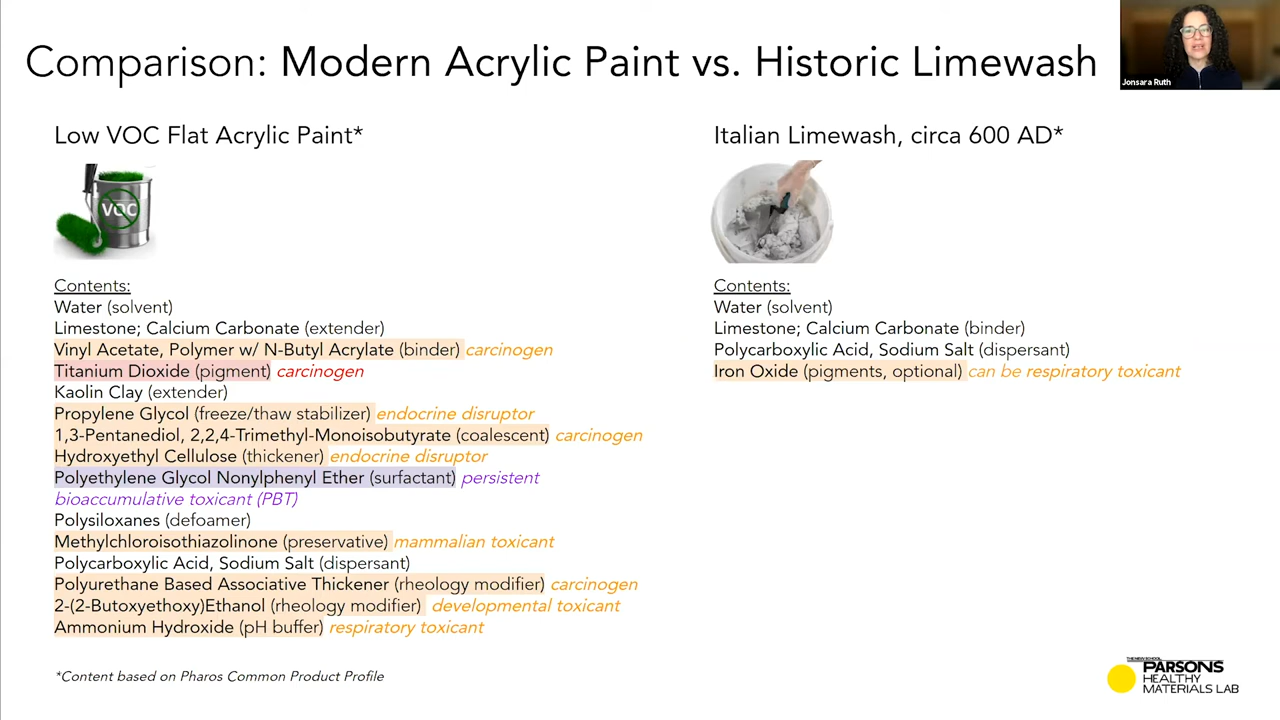 Comparison: Modern Acrylic Paint vs. Historic Limewash
Jonsara Ruth
Low VOC Flat Acrylic Paint*
VOC
Contents:
Water (solvent)
Limestone; Calcium Carbonate (extender)
Vinyl Acetate, Polymer w/ N-Butyl Acrylate (binder) carcinogen
Titanium Dioxide (pigment) carcinogen
Kaolin Clay (extender)
Propylene Glycol (freeze/thaw stabilizer) endocrine disruptor
1,3-Pentanediol, 2,2,4-Trimethyl-Monoisobutyrate (coalescent) carcinogen
Hydroxyethyl Cellulose (thickener) endocrine disruptor
Polyethylene Glycol Nonylphenyl Ether (surfactant) persistent
bioaccumulative toxicant (PBT)
Polysiloxanes (defoamer)
Methylchloroisothiazolinone (preservative) mammalian toxicant
Polycarboxylic Acid, Sodium Salt (dispersant)
Polyurethane Based Associative Thickener (rheology modifier) carcinogen
2-(2-Butoxyethoxy)Ethanol (rheology modifier) developmental toxicant
Ammonium Hydroxide (pH buffer) respiratory toxicant
*Content based on Pharos Common Product Profile
Italian Limewash, circa 600 AD*
Contents:
Water (solvent)
Limestone; Calcium Carbonate (binder)
Polycarboxylic Acid, Sodium Salt (dispersant)
Iron Oxide (pigments, optional) can be respiratory toxicant
THE NEW SCHOOL
PARSONS
HEALTHY
MATERIALS LAB